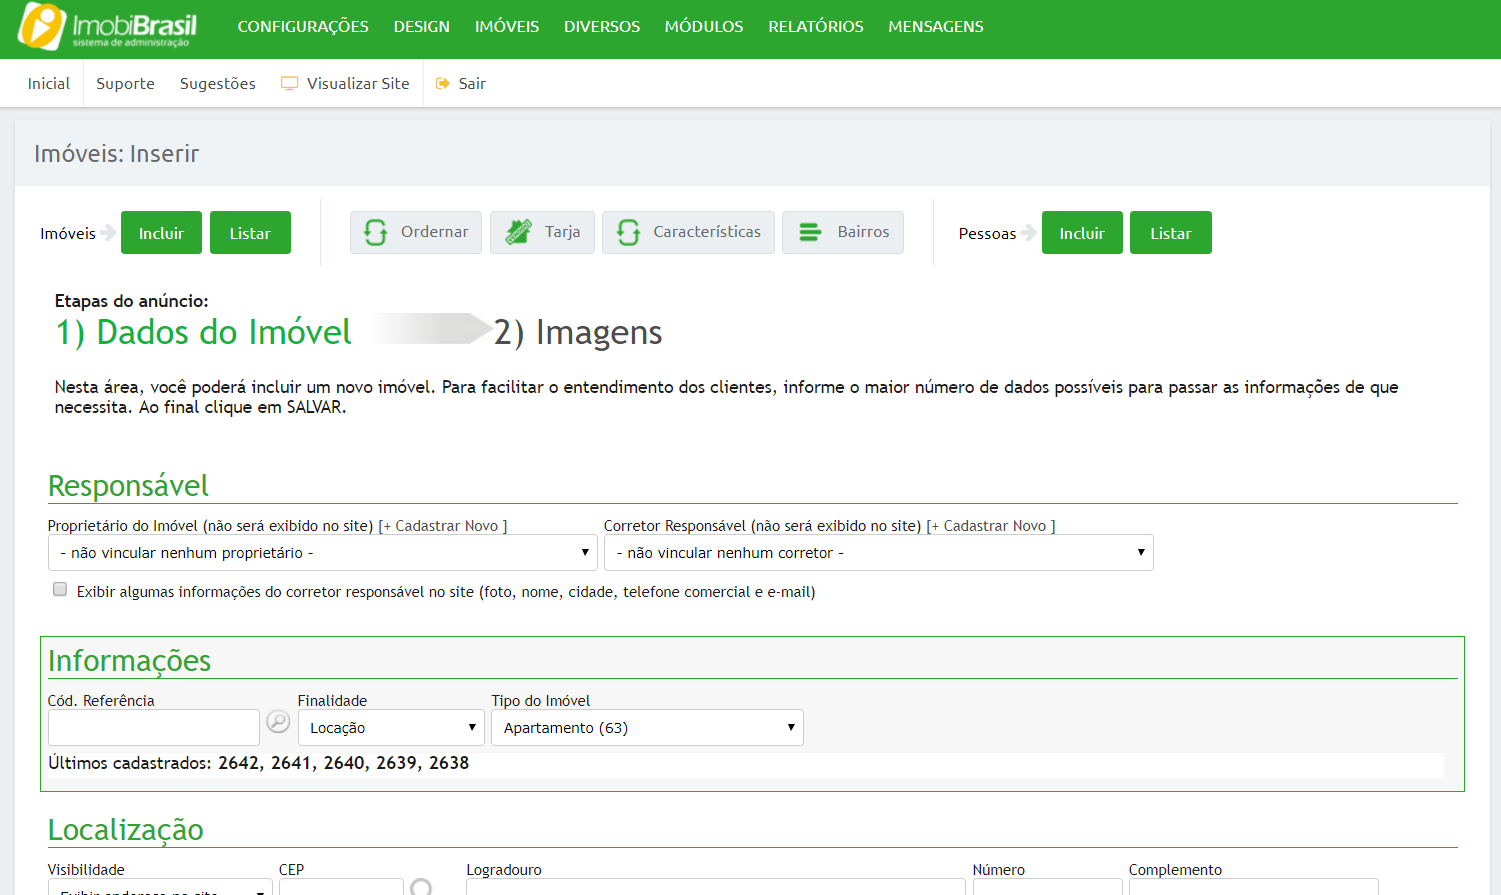 ImobiBrasil
sistema de administração
CONFIGURAÇÕES DESIGN IMÓVEIS DIVERSOS MÓDULOS RELATÓRIOS MENSAGENS
Inicial Suporte Sugestões Visualizar Site Sair
Imóveis: Inserir
Imóveis Incluir Listar Ordernar Tarja Características Bairros Pessoas Incluir Listar
Etapas do anúncio:
1) Dados do Imóvel 2) Imagens
Nesta área, você poderá incluir um novo imóvel. Para facilitar o entendimento dos clientes, informe o maior número de dados possíveis para passar as informações de que
necessita. Ao final clique em SALVAR.
Responsável
Proprietário do Imóvel (não será exibido no site) [+ Cadastrar Novo ] Corretor Responsável (não será exibido no site) [+ Cadastrar Novo ]
- não vincular nenhum proprietário - - não vincular nenhum corretor -
Exibir algumas informações do corretor responsável no site (foto, nome, cidade, telefone comercial e e-mail)
Informações
Cód. Referência Finalidade Tipo do Imóvel
Locação Apartamento (63)
Últimos cadastrados: 2642, 2641, 2640, 2639, 2638
Localização
Visibilidade CEP Logradouro Número Complemento
Exibir endereço no site